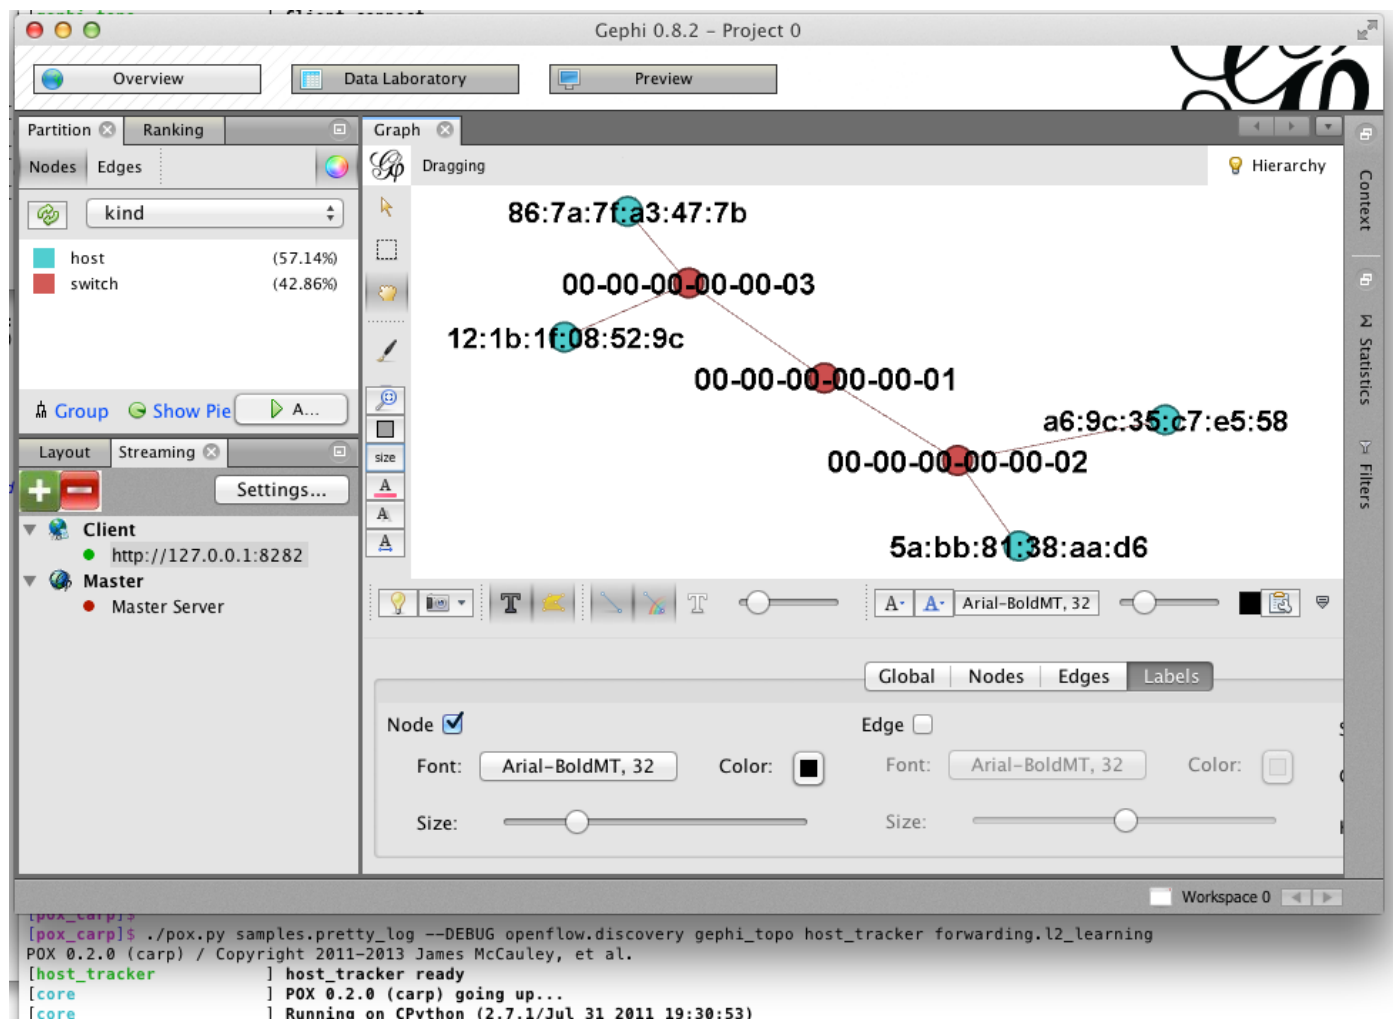 Gephi 0.8.2 – Project 0
Overview
Data Laboratory
Preview
Partition
Ranking
Nodes
Edges
kind
host (57.14%)
switch (42.86%)
Group
Show Pie
A...
Layout
Streaming
Settings...
Client
http://127.0.0.1:8282
Master
Master Server
Graph
Dragging
Hierarchy
size
86:7a:7f:a3:47:7b
00-00-00-00-00-03
12:1b:1f:08:52:9c
00-00-00-00-00-01
a6:9c:35:c7:e5:58
00-00-00-00-00-02
5a:bb:81:38:aa:d6
Arial-BoldMT, 32
Global
Nodes
Edges
Labels
Node
Font: Arial-BoldMT, 32 Color:
Size:
Edge
Font: Arial-BoldMT, 32 Color:
Size:
Context
Statistics
Filters
Workspace 0
[pox_carp]$
[pox_carp]$ ./pox.py samples.pretty_log --DEBUG openflow.discovery gephi_topo host_tracker forwarding.l2_learning
POX 0.2.0 (carp) / Copyright 2011-2013 James McCauley, et al.
[host_tracker ] host_tracker ready
[core ] POX 0.2.0 (carp) going up...
[core ] Running on CPython (2.7.1/Jul 31 2011 19:30:53)